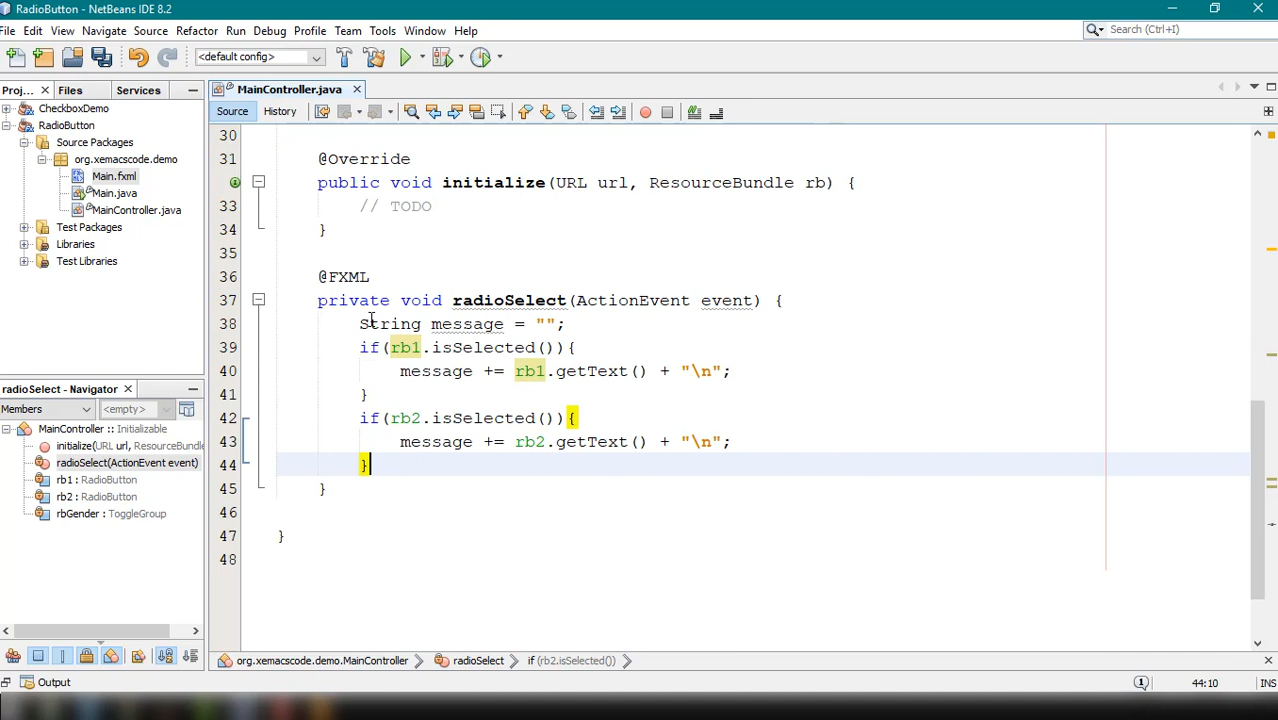 RadioButton - NetBeans IDE 8.2
File Edit View Navigate Source Refactor Run Debug Profile Team Tools Window Help
Search (Ctrl+I)
<default config>
Proj... Files Services
MainController.java
CheckboxDemo
RadioButton
Source Packages
org.xemacscode.demo
Main.fxml
Main.java
MainController.java
Test Packages
Libraries
Test Libraries
Source History
30
31 @Override
public void initialize(URL url, ResourceBundle rb) {
33 // TODO
34 }
35
36 @FXML
37 private void radioSelect(ActionEvent event) {
38 String message = "";
39 if(rb1.isSelected()){
40 message += rb1.getText() + "\n";
41 }
42 if(rb2.isSelected()){
43 message += rb2.getText() + "\n";
44 }
45 }
46
47 }
48
radioSelect - Navigator
Members <empty>
MainController :: Initializable
initialize(URL url, ResourceBundle
radioSelect(ActionEvent event)
rb1 : RadioButton
rb2 : RadioButton
rbGender : ToggleGroup
org.xemacscode.demo.MainController radioSelect if (rb2.isSelected())
Output
1 44:10 INS